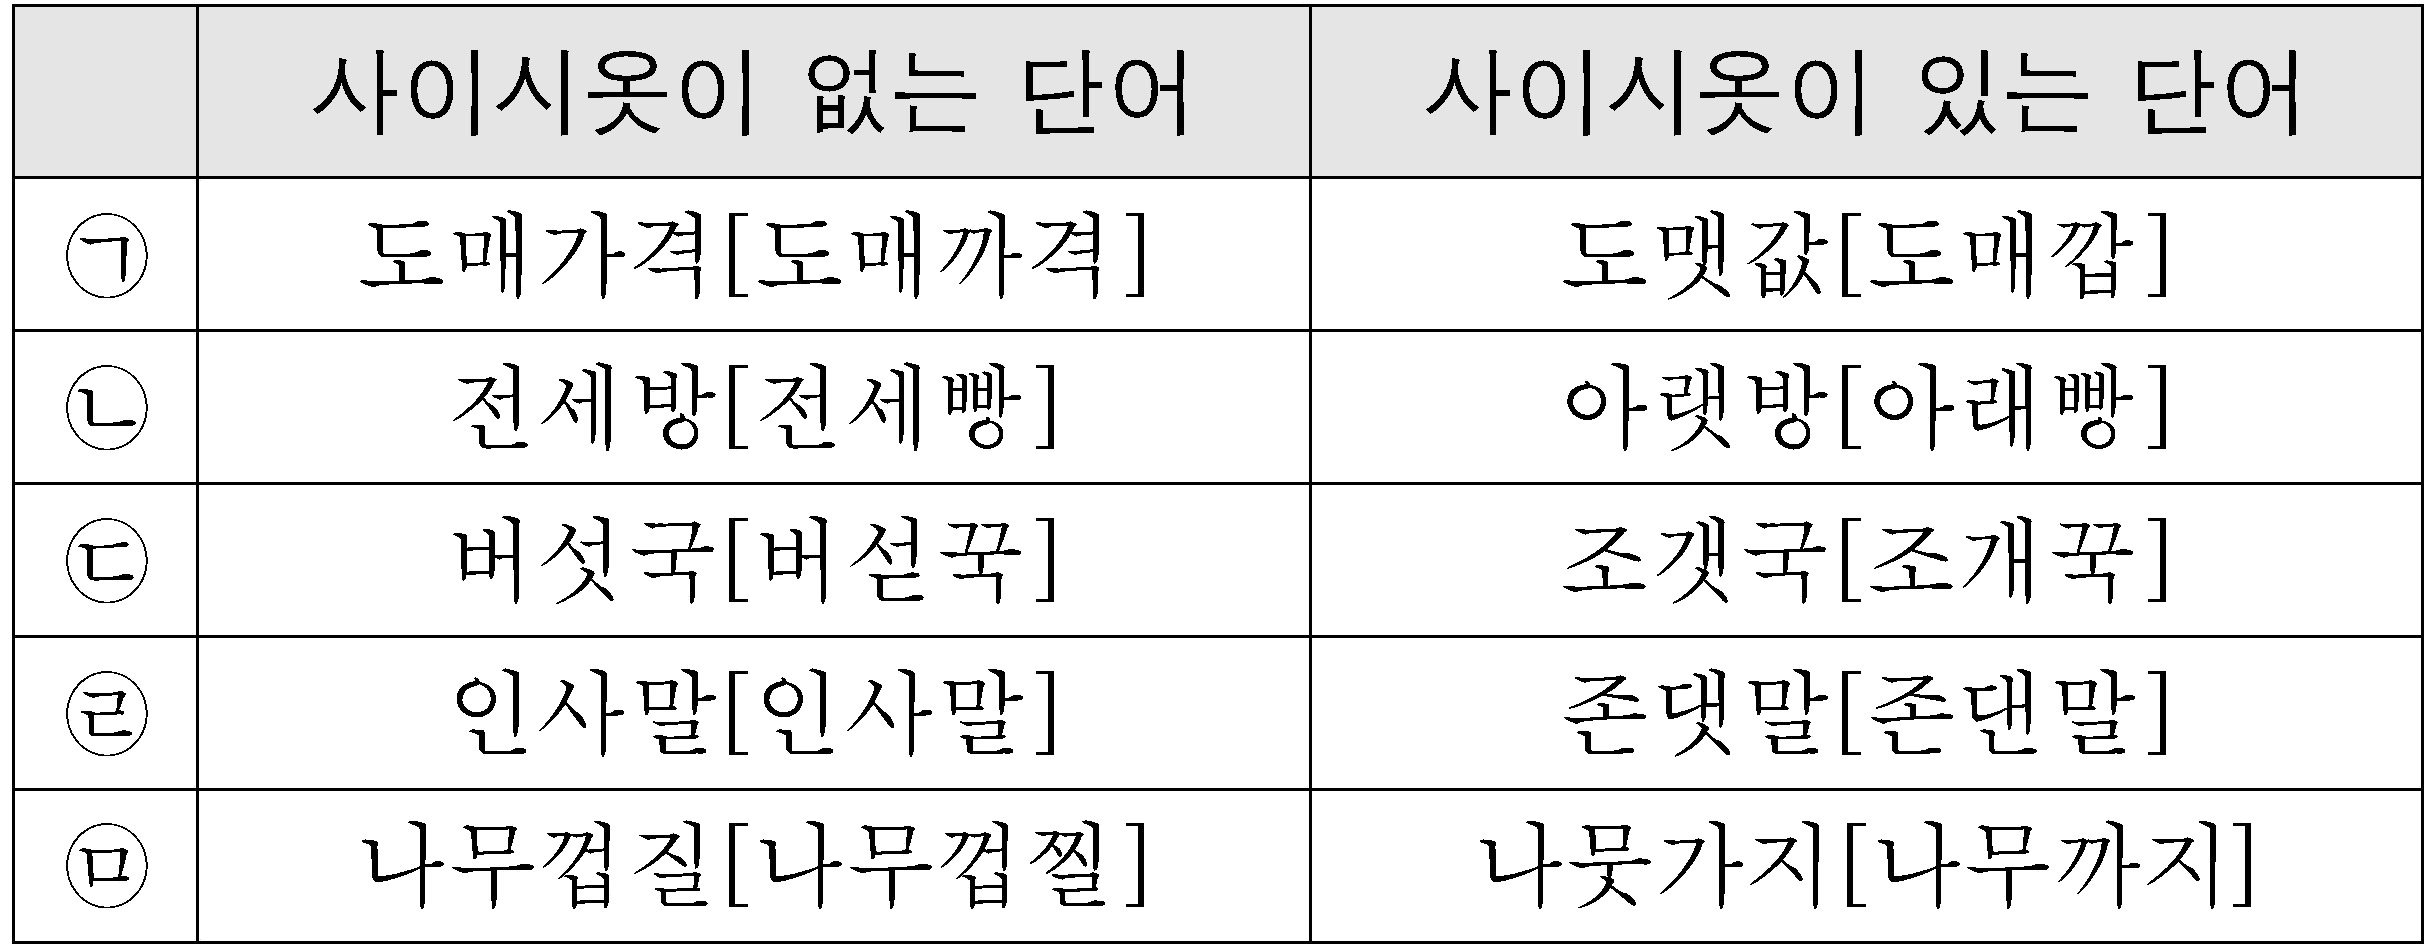 사이시옷이 없는 단어 사이시옷이 있는 단어
㉠ 도매가격[도매까격] 도맷값[도매깝]
㉡ 전세방[전세빵] 아랫방[아래빵]
㉢ 버섯국[버섣꾹] 조갯국[조개꾹]
㉣ 인사말[인사말] 존댓말[존댄말]
㉤ 나무껍질[나무껍찔] 나뭇가지[나무까지]